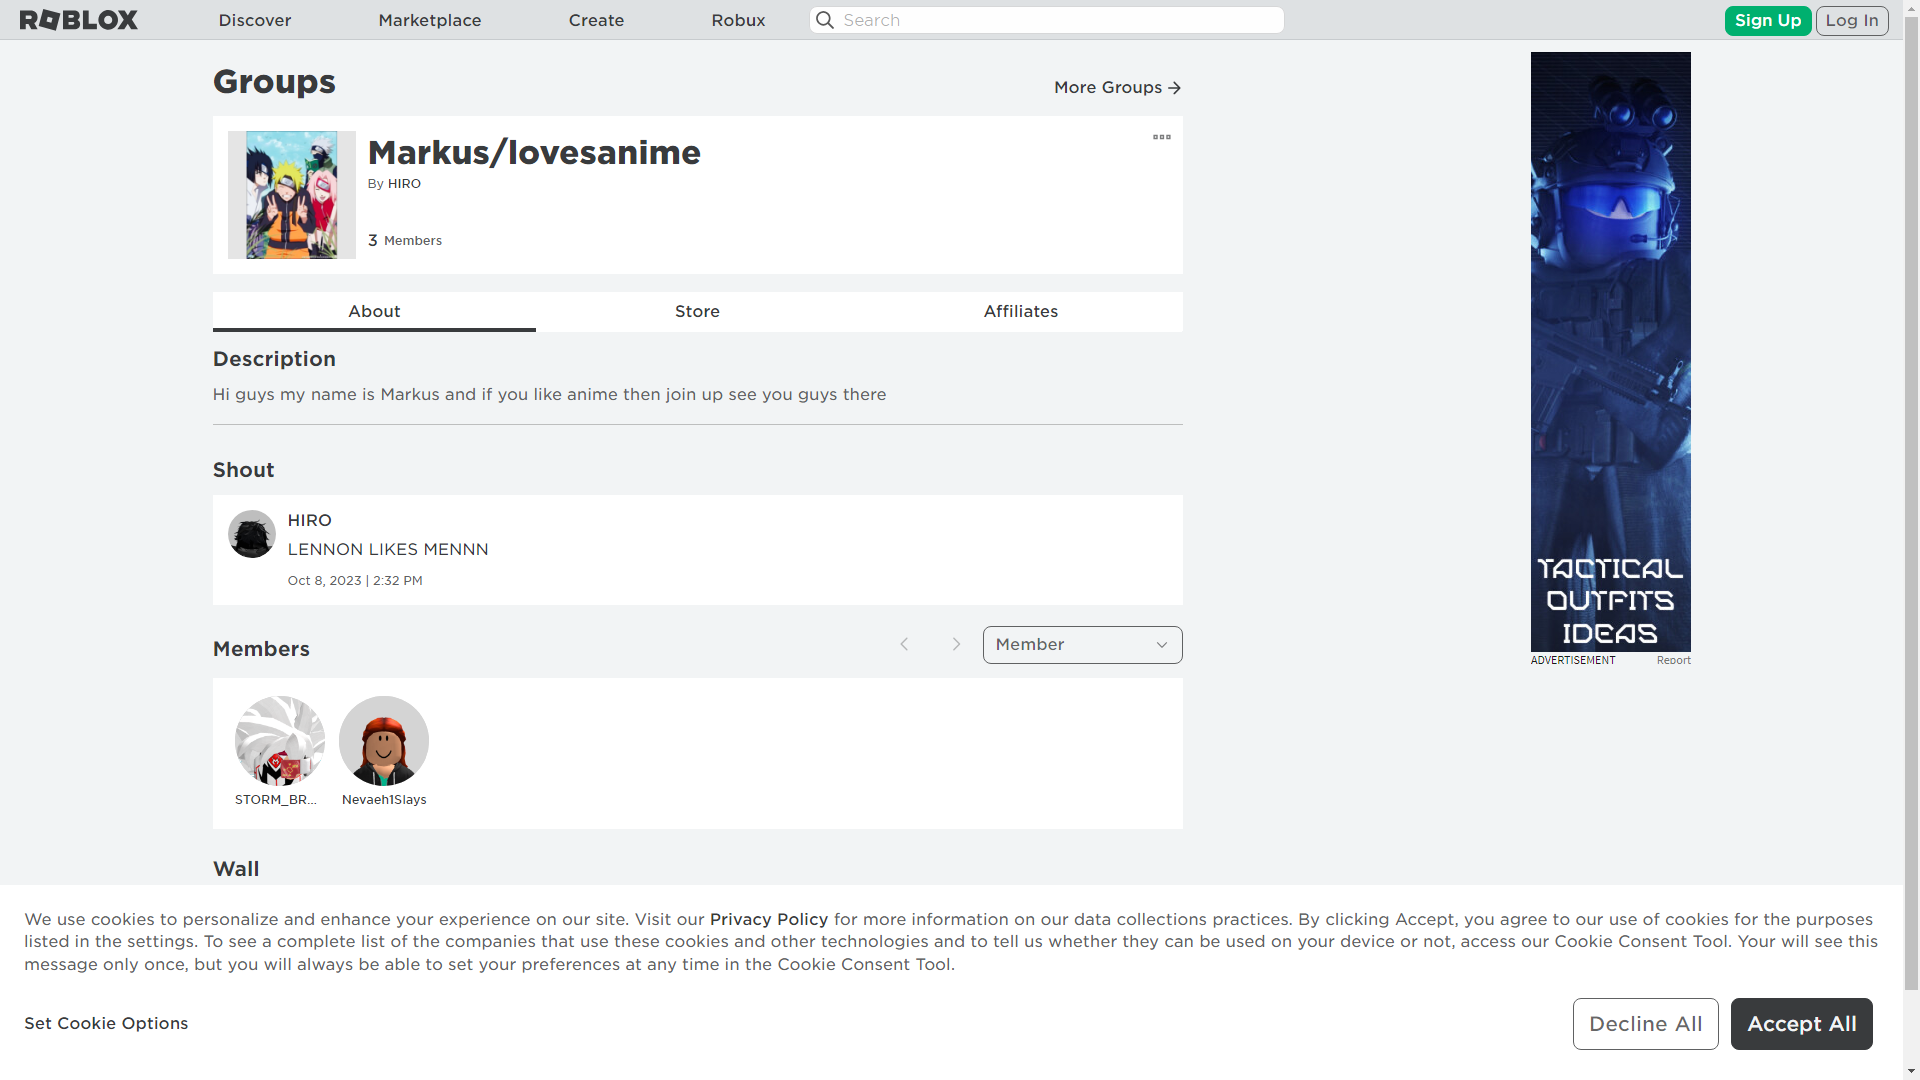 ROBLOX
Discover
Marketplace
Create
Robux
Search
Sign Up
Log In
Groups
More Groups
Markus/lovesanime
By HIRO
3 Members
About
Store
Affiliates
Description
Hi guys my name is Markus and if you like anime then join up see you guys there
Shout
HIRO
LENNON LIKES MENNN
Oct 8, 2023 | 2:32 PM
Members
Member
STORM_BR...
Nevaeh1Slays
Wall
TACTICAL
OUTFITS
IDEAS
ADVERTISEMENT
Report
We use cookies to personalize and enhance your experience on our site. Visit our Privacy Policy for more information on our data collections practices. By clicking Accept, you agree to our use of cookies for the purposes
listed in the settings. To see a complete list of the companies that use these cookies and other technologies and to tell us whether they can be used on your device or not, access our Cookie Consent Tool. Your will see this
message only once, but you will always be able to set your preferences at any time in the Cookie Consent Tool.
Set Cookie Options
Decline All
Accept All